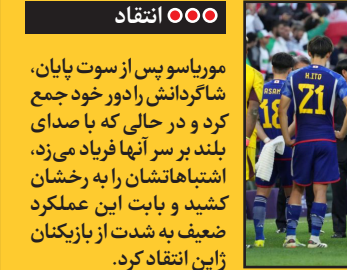 انتقاد
موریاسو پس از سوت پایان،
شاگردانش را دور خود جمع
کرد و در حالی که با صدای
بلند بر سر آنها فریاد می‌زد،
اشتباهاتشان را به رخشان
کشید و بابت این عملکرد
ضعیف به شدت از بازیکنان
ژاپن انتقاد کرد.
H.ITO
21
ASAN
18